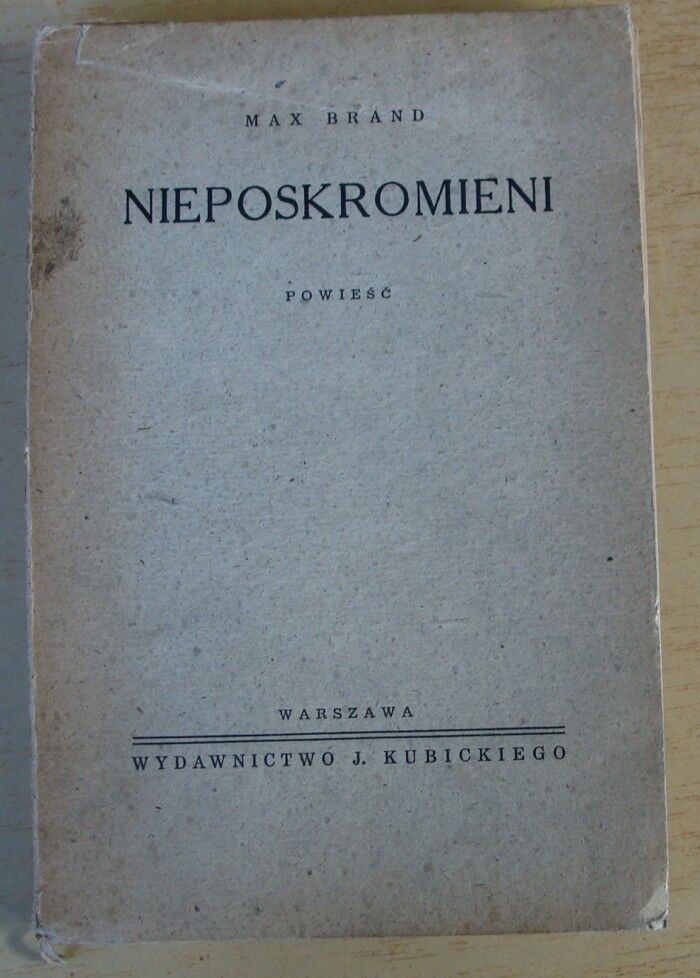 MAX BRAND
NIEPOSKROMIENI
POWIEŚĆ
WARSZAWA
WYDAWNICTWO J. KUBICKIEGO